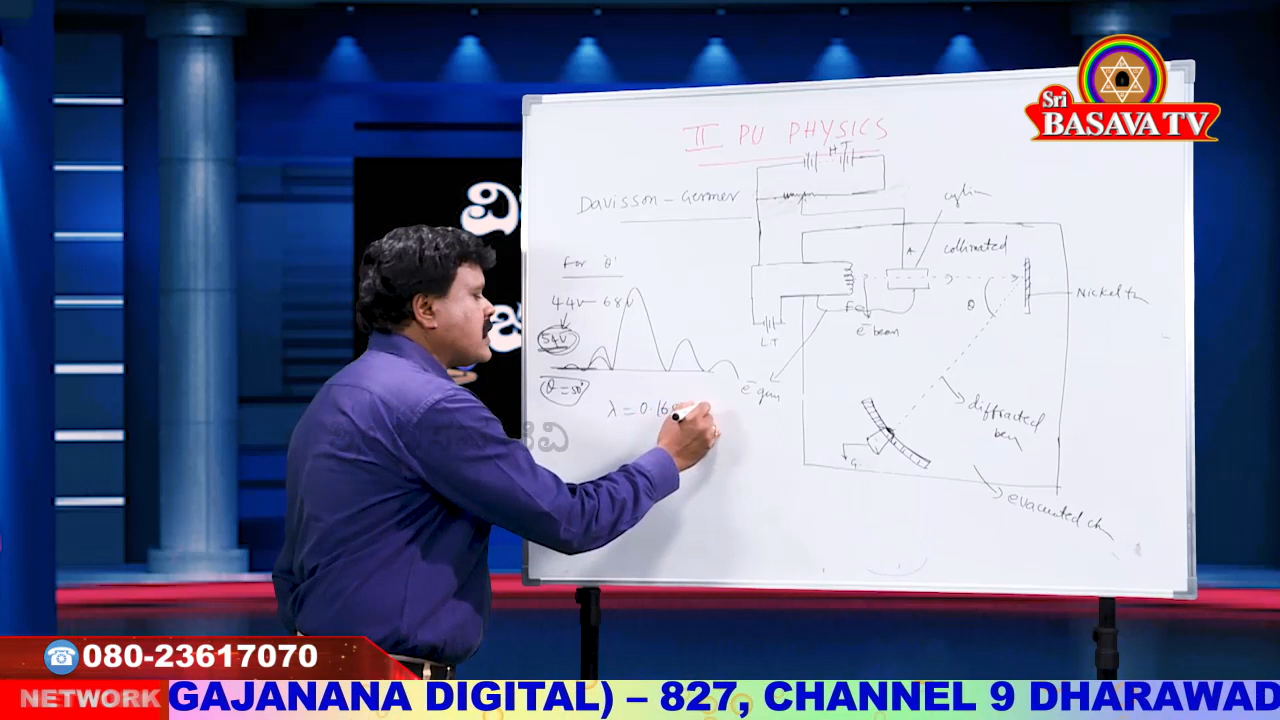 Sri
BASAVA TV
II PU PHYSICS
H T
Davisson - Germer
collimated
A
for 'θ'
44V - 68V
54V
θ = 50°
λ = 0.16
Nickel
θ
e⁻ beam
L.T
e⁻ gun
diffracted
G.
evacuated ch
080-23617070
NETWORK
GAJANANA DIGITAL) – 827, CHANNEL 9 DHARAWAD